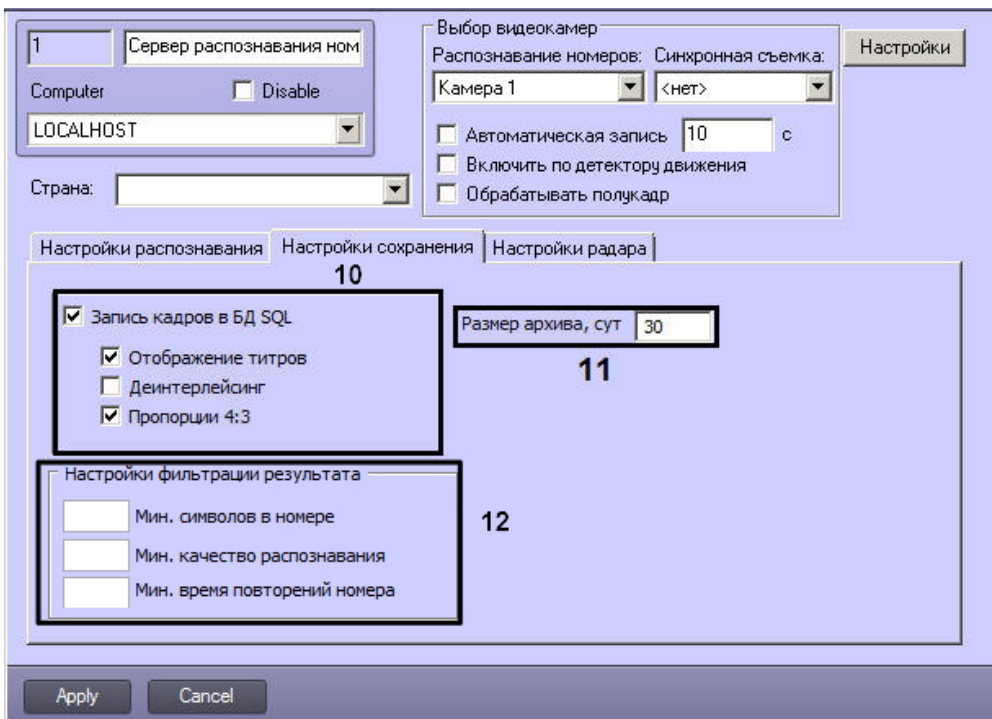 1 Сервер распознавания ном
Computer Disable
LOCALHOST
Страна:
Выбор видеокамер
Распознавание номеров: Синхронная съемка:
Камера 1 <нет>
Автоматическая запись 10 с
Включить по детектору движения
Обрабатывать полукадр
Настройки
Настройки распознавания Настройки сохранения Настройки радара
10
Запись кадров в БД SQL
Отображение титров
Деинтерлейсинг
Пропорции 4:3
Размер архива, сут 30
11
Настройки фильтрации результата
Мин. символов в номере
Мин. качество распознавания
Мин. время повторений номера
12
Apply Cancel